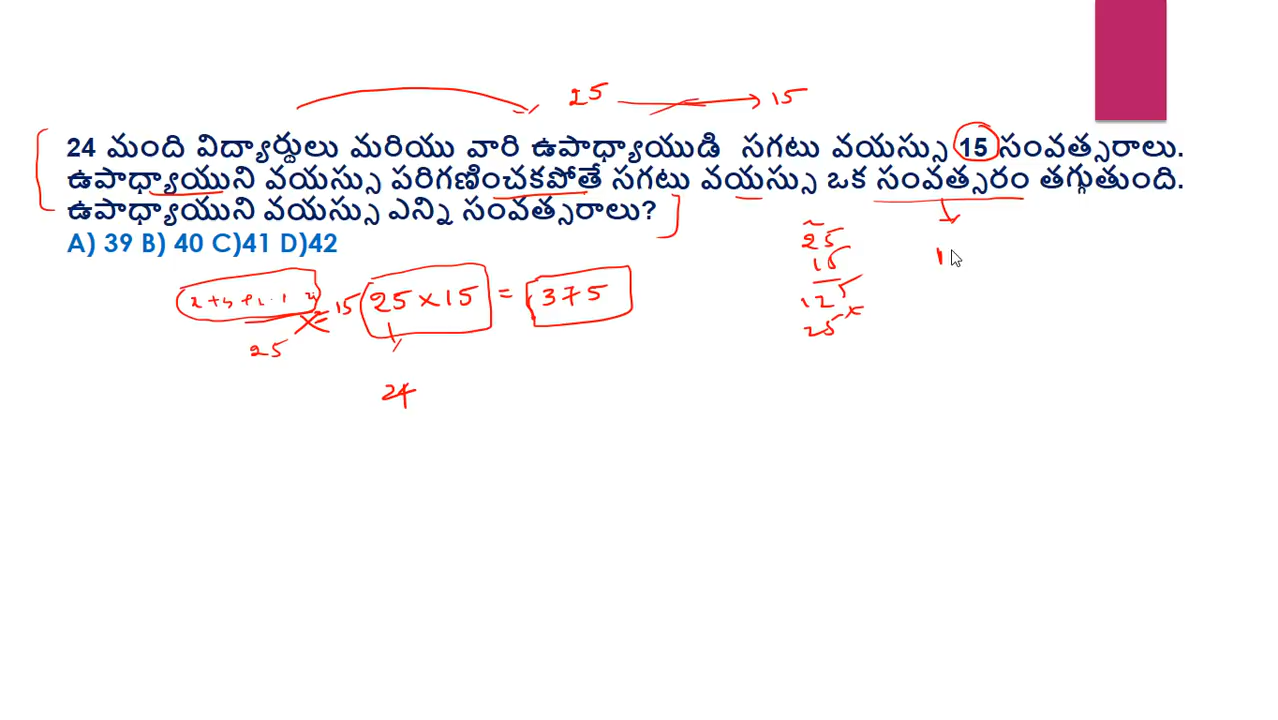 25 15
24 మంది విద్యార్థులు మరియు వారి ఉపాధ్యాయుడి సగటు వయస్సు 15 సంవత్సరాలు.
ఉపాధ్యాయుని వయస్సు పరిగణించకపోతే సగటు వయస్సు ఒక సంవత్సరం తగ్గుతుంది.
ఉపాధ్యాయుని వయస్సు ఎన్ని సంవత్సరాలు?
A) 39 B) 40 C)41 D)42
25
15
125
25×
= 15
25
25 × 15 = 375
24
1